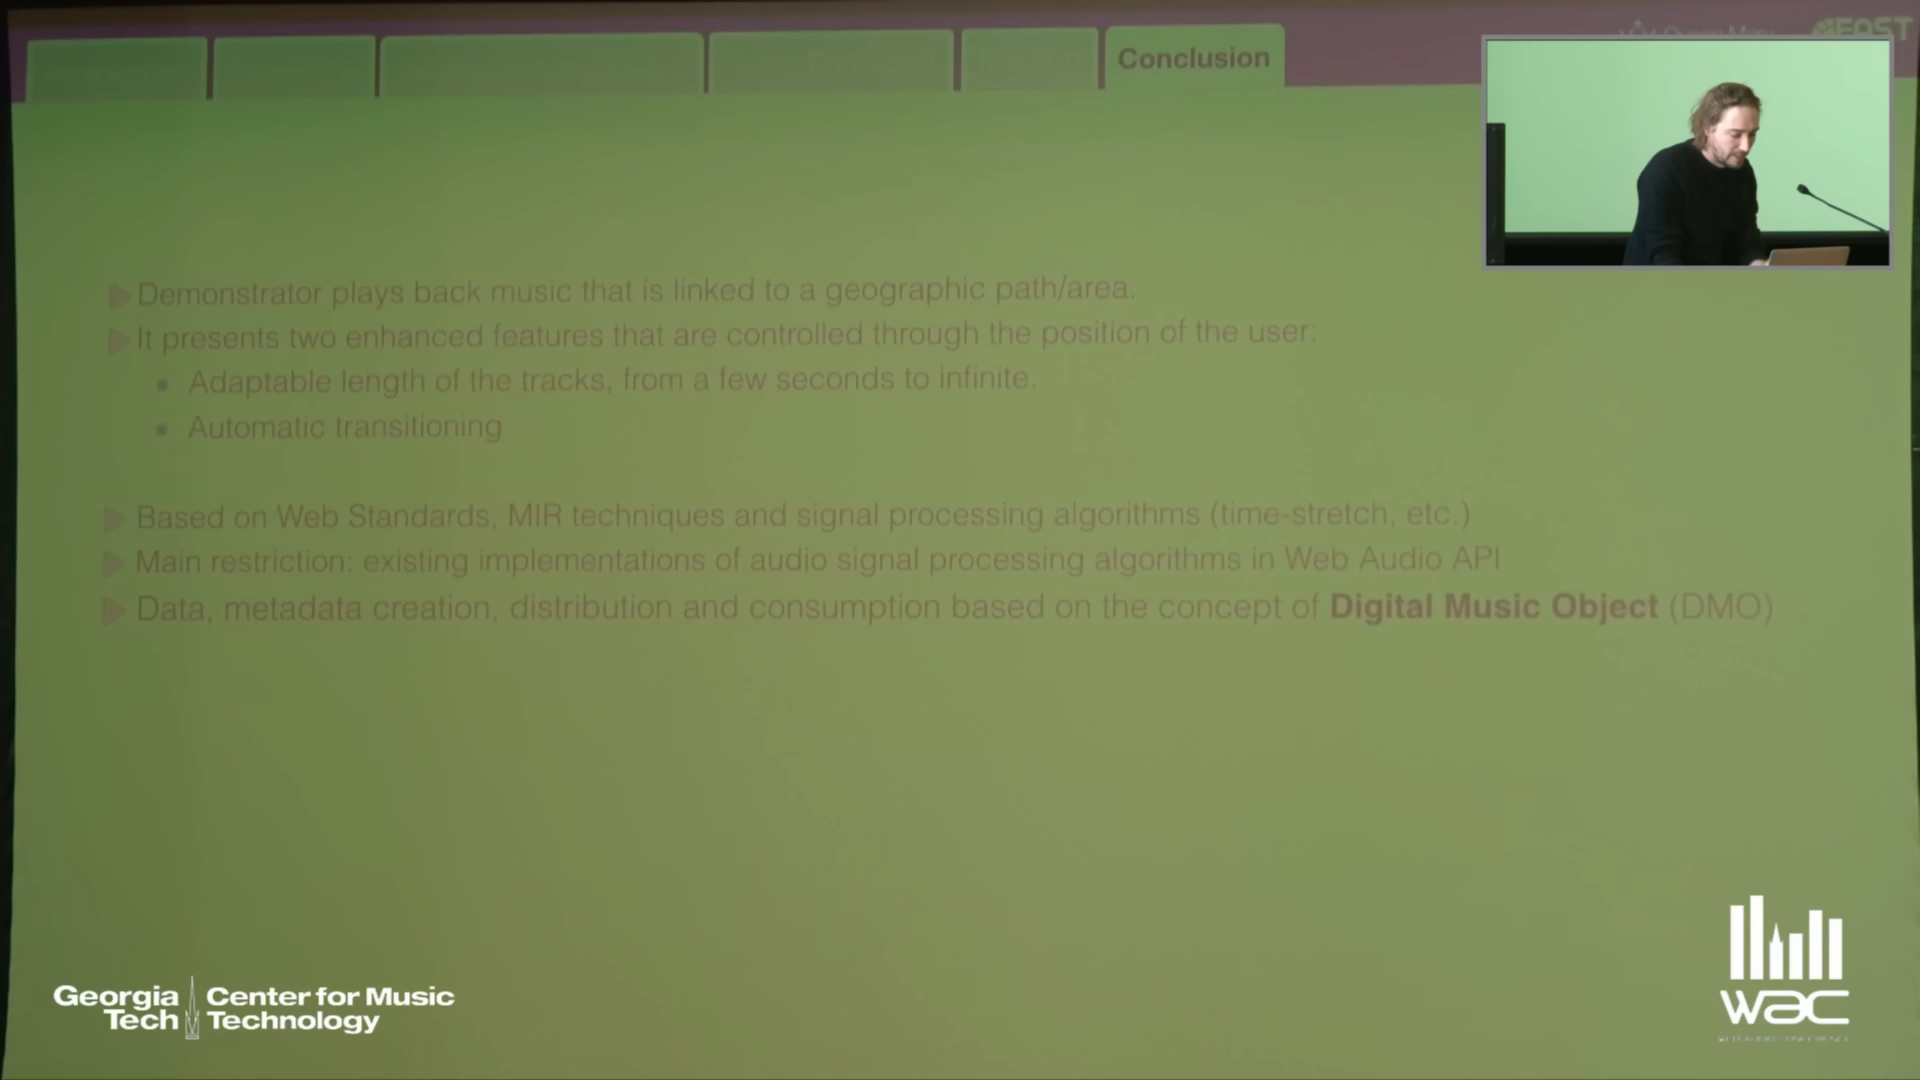 Conclusion
Demonstrator plays back music that is linked to a geographic path/area.
It presents two enhanced features that are controlled through the position of the user:
Adaptable length of the tracks, from a few seconds to infinite.
Automatic transitioning
Based on Web Standards, MIR techniques and signal processing algorithms (time-stretch, etc.)
Main restriction: existing implementations of audio signal processing algorithms in Web Audio API
Data, metadata creation, distribution and consumption based on the concept of Digital Music Object (DMO)
Georgia Tech
Center for Music Technology
wac